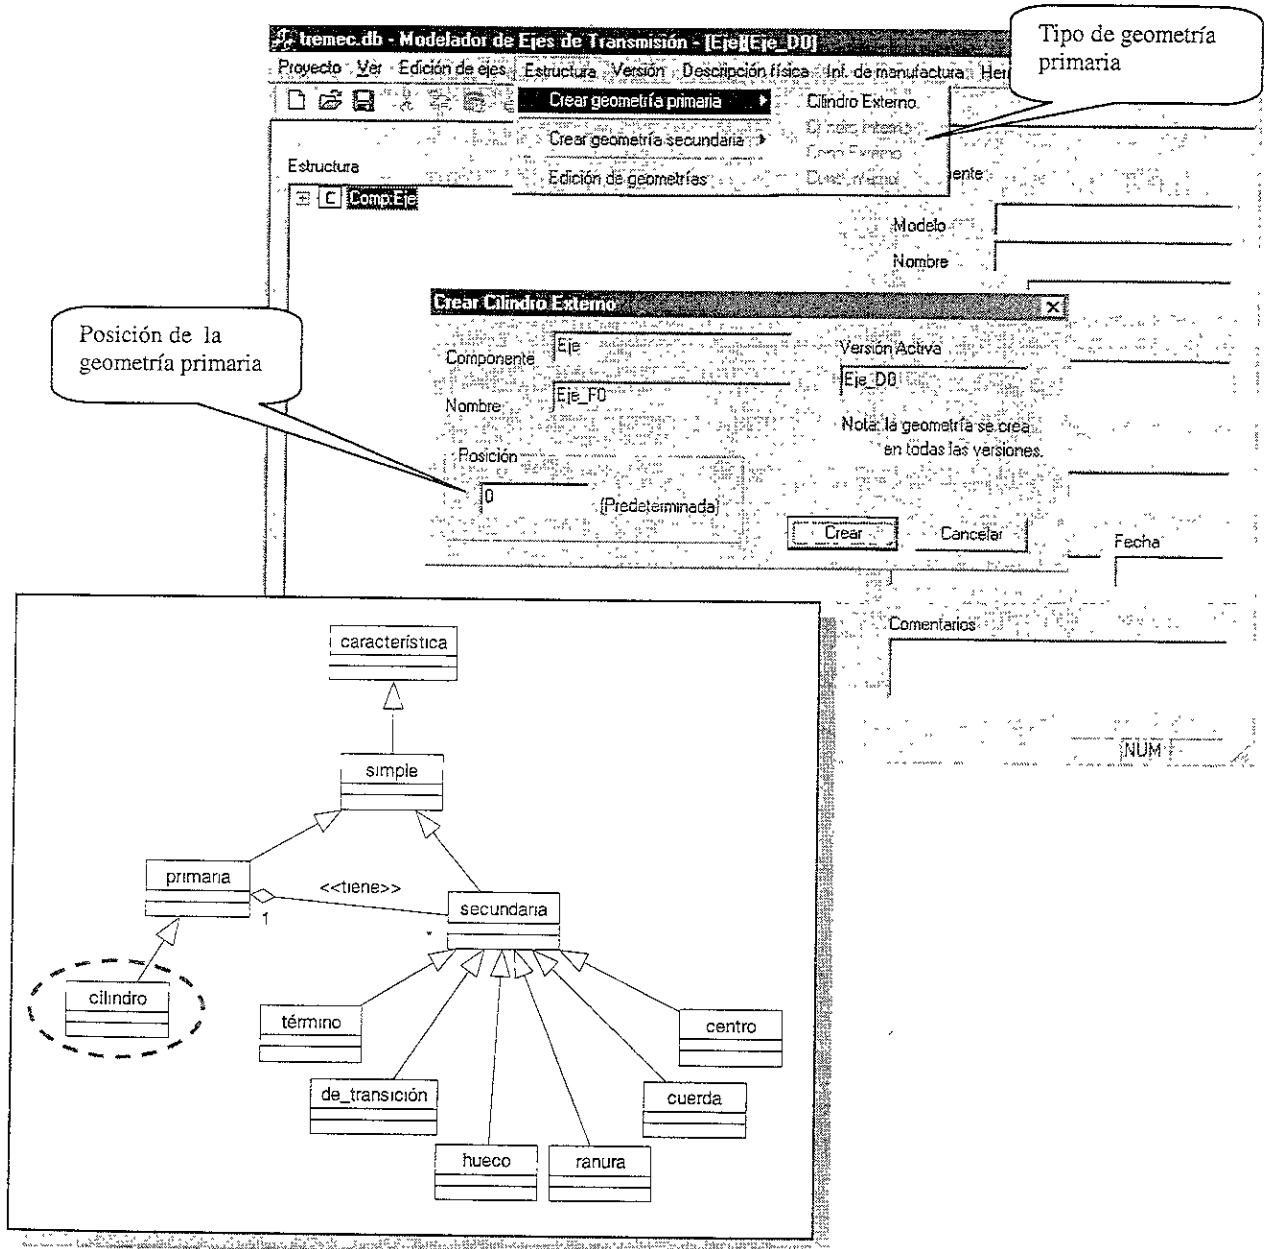 Tipo de geometría
primaria
tremec.db - Modelador de Ejes de Transmisión - [Eje][Eje_D0]
Proyecto Ver Edición de ejes Estructura Versión Descripción física Inf. de manufactura Her
Crear geometría primaria
Cilindro Externo
Crear geometría secundaria
Edición de geometrías
Estructura
Comp.Eje
ente
Modelo
Nombre
Posición de la
geometría primaria
Crear Cilindro Externo
Componente
Eje
Versión Activa
Eje_D0
Nombre
Eje_F0
Nota: la geometría se crea
en todas las versiones.
Posición
0
(Predeterminada)
Crear
Cancelar
Fecha
Comentarios
NUM
característica
simple
primaria
<<tiene>>
1
*
secundaria
cilindro
término
centro
de_transición
cuerda
hueco
ranura